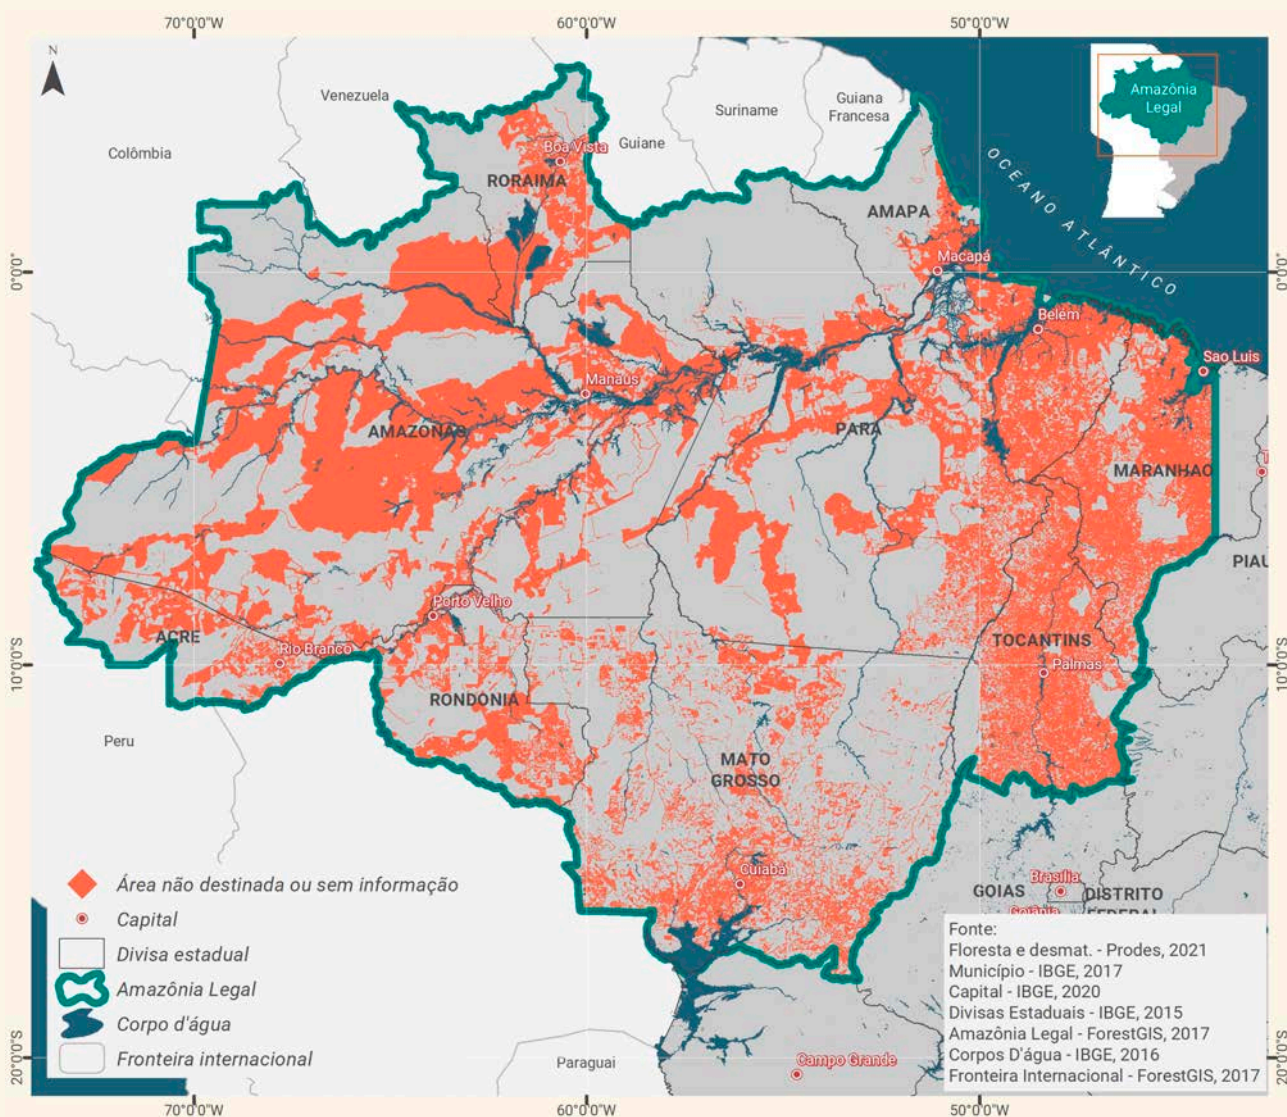 70°0'0"W
60°0'0"W
50°0'0"W
N
Venezuela
Colômbia
Suriname
Guiana
Francesa
Guiane
Amazônia
Legal
OCEANO ATLÂNTICO
Boa Vista
RORAIMA
AMAPA
Macapá
0°0'0"
0°0'0"
Belém
Sao Luis
Manaus
AMAZONAS
PARA
MARANHAO
PIAU
Porto Velho
ACRE
Rio Branco
TOCANTINS
Palmas
10°0'0"S
10°0'0"S
RONDONIA
Peru
MATO
GROSSO
Cuiabá
Brasília
GOIAS
DISTRITO
FEDERAL
Goiânia
Área não destinada ou sem informação
Capital
Divisa estadual
Amazônia Legal
Corpo d'água
Fronteira internacional
Fonte:
Floresta e desmat. - Prodes, 2021
Município - IBGE, 2017
Capital - IBGE, 2020
Divisas Estaduais - IBGE, 2015
Amazônia Legal - ForestGIS, 2017
Corpos D'água - IBGE, 2016
Fronteira Internacional - ForestGIS, 2017
Paraguai
Campo Grande
20°0'0"S
20°0'0"S
70°0'0"W
60°0'0"W
50°0'0"W